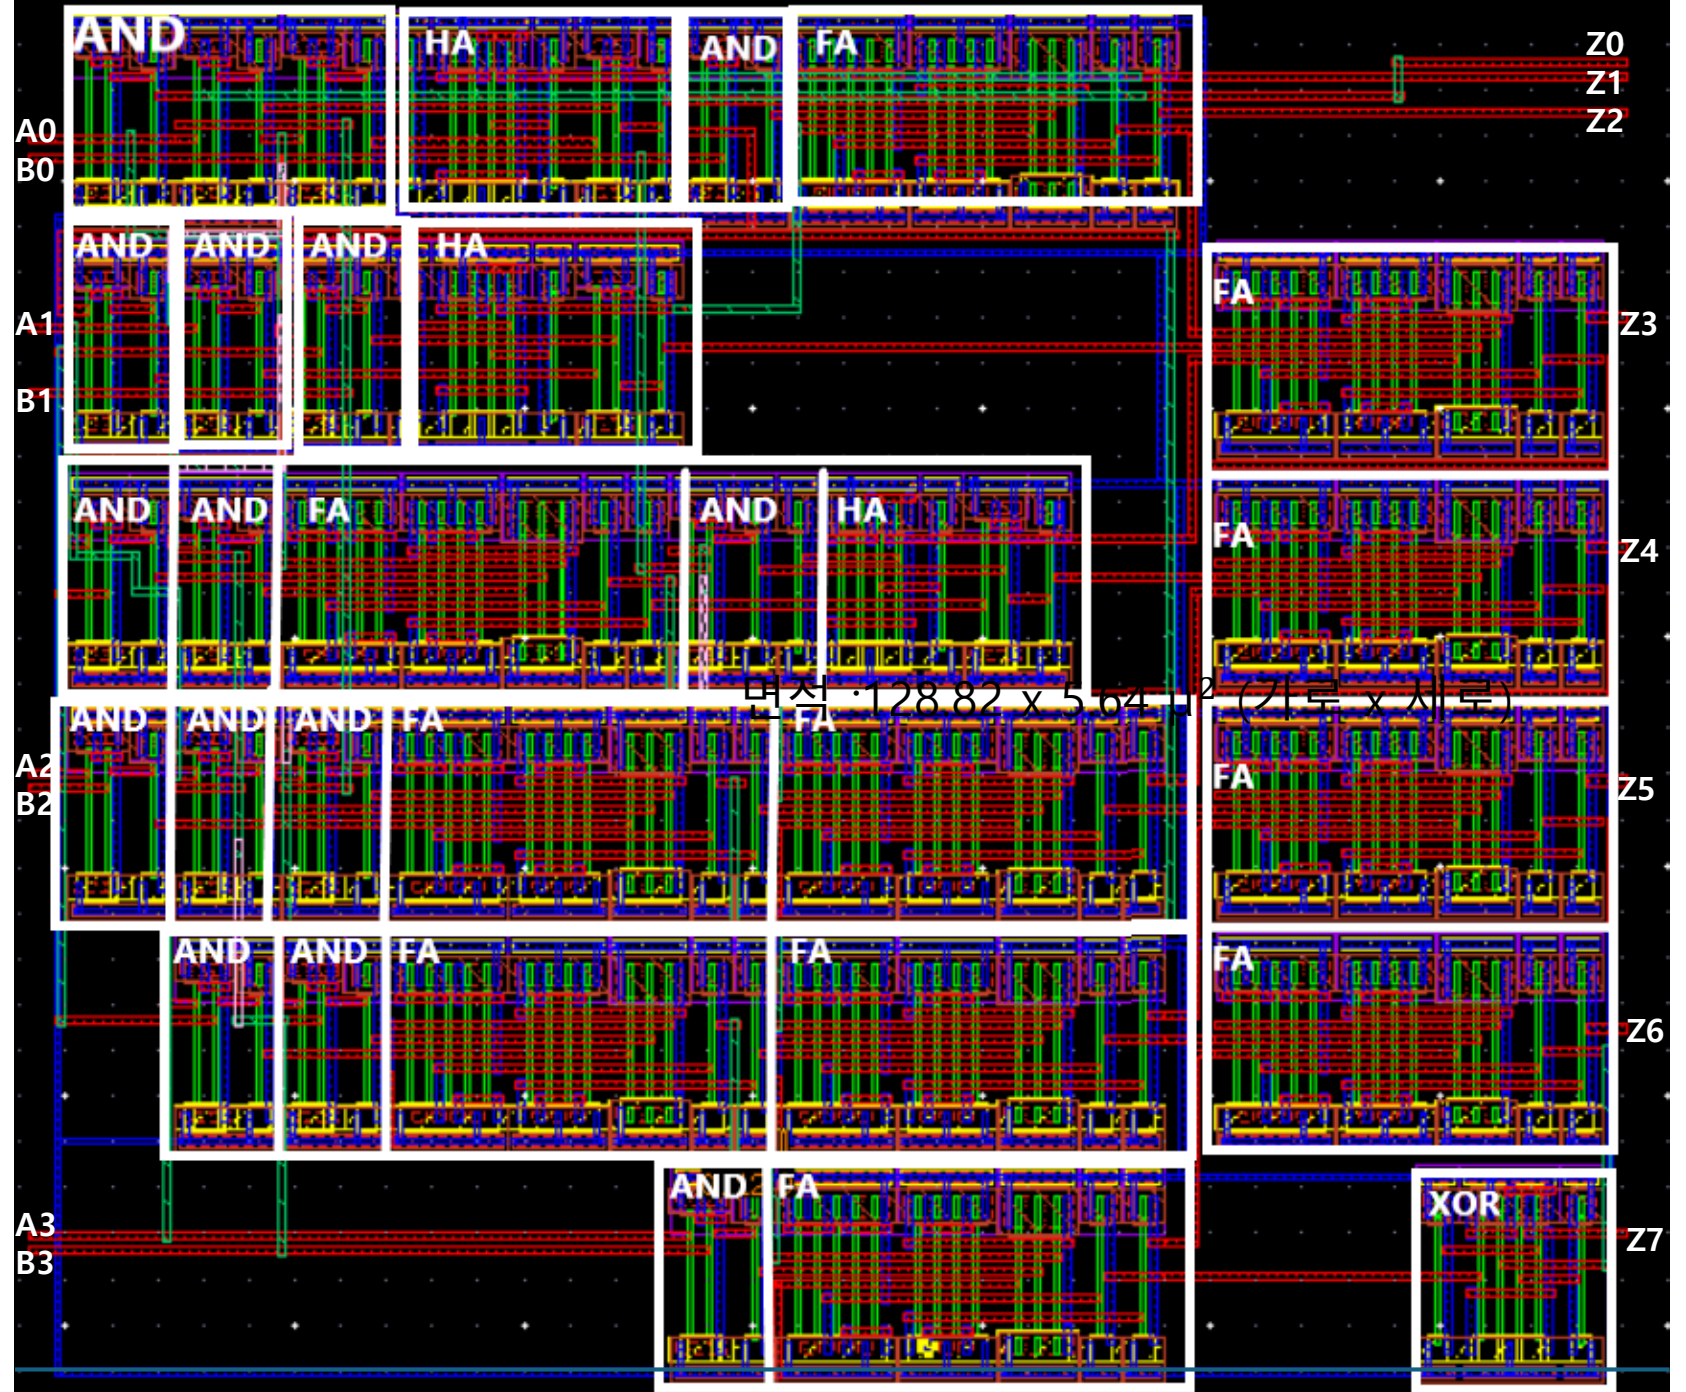 AND HA AND FA Z0
Z1
Z2
A0
B0
AND AND AND HA
FA
A1 Z3
B1
AND AND FA AND HA
FA Z4
면적 :128.82 x 5.64 u² (가로 x 세로)
AND AND AND FA FA
A2 FA Z5
B2
AND AND FA FA FA
Z6
AND FA XOR
A3 Z7
B3